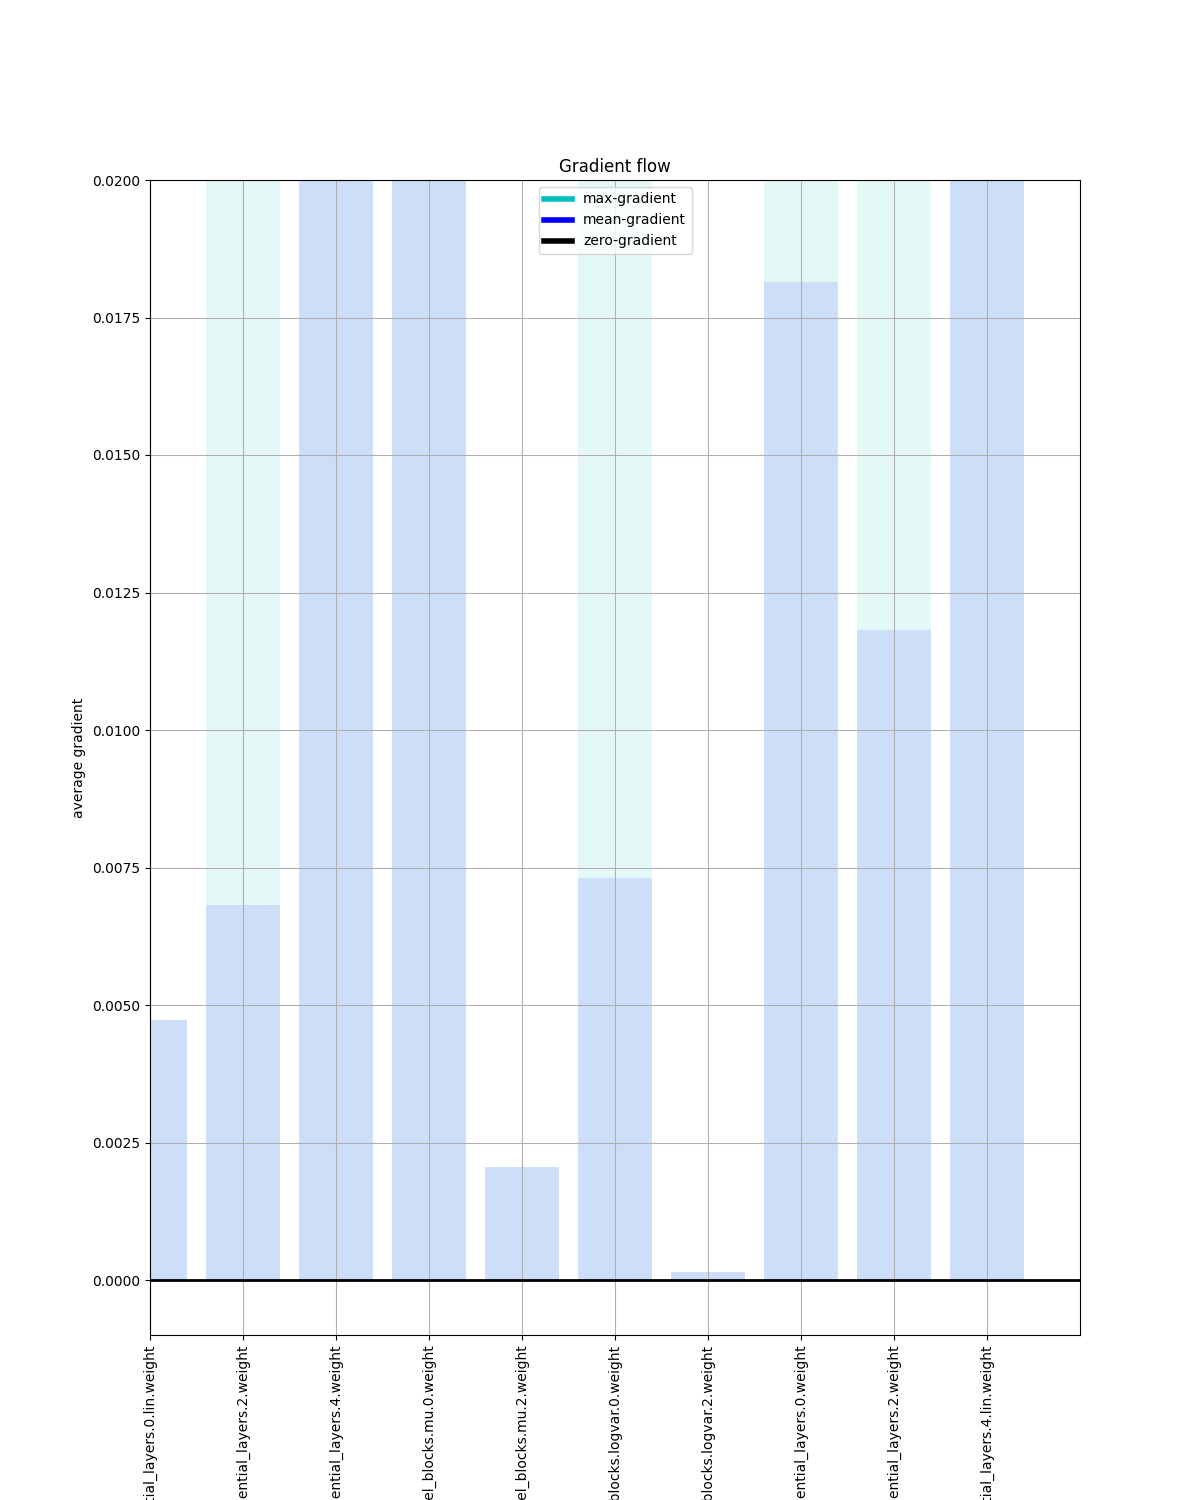 Gradient flow
max-gradient
mean-gradient
zero-gradient
0.0200
0.0175
0.0150
0.0125
0.0100
0.0075
0.0050
0.0025
0.0000
average gradient
tial_layers.0.lin.weight
ential_layers.2.weight
ential_layers.4.weight
el_blocks.mu.0.weight
el_blocks.mu.2.weight
blocks.logvar.0.weight
blocks.logvar.2.weight
ential_layers.0.weight
ential_layers.2.weight
tial_layers.4.lin.weight